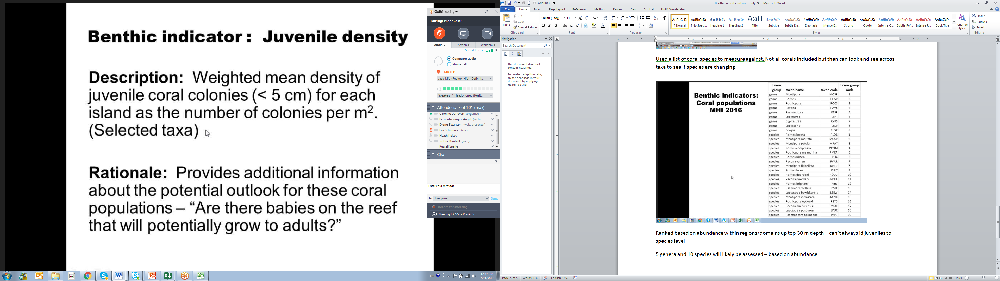 Benthic indicator :  Juvenile density
Description:  Weighted mean density of
juvenile coral colonies (< 5 cm) for each
island as the number of colonies per m².
(Selected taxa)
Rationale:  Provides additional information
about the potential outlook for these coral
populations – “Are there babies on the reef
that will potentially grow to adults?”
12:39 PM
7/24/2017
GoToMeeting
Talking: Phone Caller
Audio Screen Webcam
Sound Check ?
Computer audio
Phone call
MUTED
Jack Mic (Realtek High Definiti...
Speakers / Headphones (Realt...
Attendees: 7 of 101 (max)
Caroline Donovan (organizer)
Bernardo Vargas-Angel (web)
Dione Swanson (web, presenter)
Eva Schemmel (me)
Heath Kelsey
Justine Kimball (web)
Russell Sparks
Chat
?
Enter your message
To: Everyone Send
Record this meeting
Meeting ID: 552-312-965
Gridlines
Benthic report card notes July 24 - Microsoft Word
File Home Insert Page Layout References Mailings Review View Acrobat Unit4 Worderator
Paste
Cut
Copy
Format Painter
Clipboard
Calibri (Body) 11
Font
Paragraph
AaBbCcDc AaBbCcDc AaBbC AaBbCc AaB AaBbCc. AaBbCcDc AaBbCcDc AaBbCcDc AaBbCcDc AaBbCcDc AaBbCcDc AaBbCcDc AaBbCcDc AaBbCcDc
¶ Normal ¶ No Spaci... Heading 1 Heading 2 Title Subtitle Subtle Em... Emphasis Intense E... Strong Quote Intense Q... Subtle Ref... Intense R... Book Title
Change
Styles
Styles
Find
Replace
Select
Editing
Navigation
Search Document
This document does not
contain headings.
To create navigation tabs,
create headings in your
document by applying
Heading Styles.
Used a list of coral species to measure against. Not all corals included but then can look and see across
taxa to see if species are changing
Benthic indicators:
Coral populations
MHI 2016
taxon group taxon name taxon code taxon group rank
genus Montipora MOSP 1
genus Porites POSP 2
genus Pocillopora POCS 3
genus Pavona PAVS 4
genus Psammocora PSSP 5
genus Leptastrea LEPT 6
genus Cyphastrea CYPS 7
genus Leptoseris LESP 8
genus Fungia FUSP 9
species Porites lobata PLOB 1
species Montipora capitata MCAP 2
species Montipora patula MPAT 3
species Porites compressa PCOM 4
species Pocillopora meandrina PMEA 5
species Porites lichen PLIC 6
species Pavona varian PVAR 7
species Montipora flabellata MFLA 8
species Porites lutea PLUT 9
species Porites duerdeni PODU 10
species Pavona duerdeni PDUE 11
species Porites brighami PBRI 12
species Psammora stellata PSTE 13
species Leptastrea bewickensis LBEW 14
species Montipora incrassata MINC 15
species Pocillopora eydouxi PEYD 16
species Pavona maldivensis PMAL 17
species Leptastrea purpurea LPUR 18
species Psammocora haimeana PHAI 19
Ranked based on abundance within regions/domains up top 30 m depth – can’t always id juveniles to
species level
5 genera and 10 species will likely be assessed – based on abundance
Page: 5 of 5 Words: 126 English (U.S.) 150%